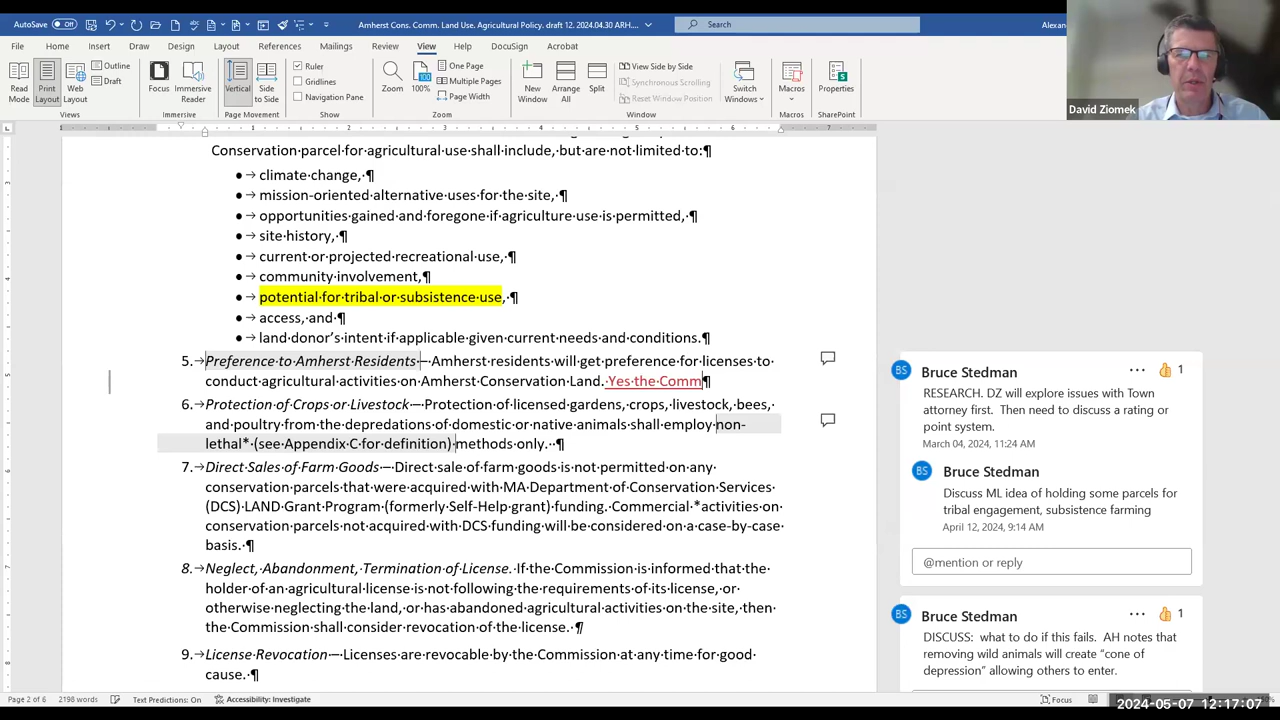 AutoSave Off Amherst Cons. Comm. Land Use. Agricultural Policy. draft 12. 2024.04.30 ARH.... Search Alexan
File Home Insert Draw Design Layout References Mailings Review View Help DocuSign Acrobat
Read Mode Print Layout Web Layout Outline Draft Focus Immersive Reader Vertical Side to Side Ruler Gridlines Navigation Pane Zoom 100% One Page Multiple Pages Page Width New Window Arrange All Split View Side by Side Synchronous Scrolling Reset Window Position Switch Windows Macros Properties
Views Immersive Page Movement Show Zoom Window Macros SharePoint
David Ziomek
Conservation·parcel·for·agricultural·use·shall·include,·but·are·not·limited·to:¶
•→climate·change,·¶
•→mission-oriented·alternative·uses·for·the·site,·¶
•→opportunities·gained·and·foregone·if·agriculture·use·is·permitted,·¶
•→site·history,·¶
•→current·or·projected·recreational·use,·¶
•→community·involvement,¶
•→potential·for·tribal·or·subsistence·use,·¶
•→access,·and·¶
•→land·donor's·intent·if·applicable·given·current·needs·and·conditions.¶
5.→Preference·to·Amherst·Residents·–·Amherst·residents·will·get·preference·for·licenses·to·
conduct·agricultural·activities·on·Amherst·Conservation·Land.·Yes·the·Comm¶
6.→Protection·of·Crops·or·Livestock·–·Protection·of·licensed·gardens,·crops,·livestock,·bees,·
and·poultry·from·the·depredations·of·domestic·or·native·animals·shall·employ·non-
lethal*·(see·Appendix·C·for·definition)·methods·only.··¶
7.→Direct·Sales·of·Farm·Goods·–·Direct·sale·of·farm·goods·is·not·permitted·on·any·
conservation·parcels·that·were·acquired·with·MA·Department·of·Conservation·Services·
(DCS)·LAND·Grant·Program·(formerly·Self-Help·grant)·funding.·Commercial·*activities·on·
conservation·parcels·not·acquired·with·DCS·funding·will·be·considered·on·a·case-by-case·
basis.·¶
8.→Neglect,·Abandonment,·Termination·of·License.·If·the·Commission·is·informed·that·the·
holder·of·an·agricultural·license·is·not·following·the·requirements·of·its·license,·or·
otherwise·neglecting·the·land,·or·has·abandoned·agricultural·activities·on·the·site,·then·
the·Commission·shall·consider·revocation·of·the·license.·¶
9.→License·Revocation·–·Licenses·are·revocable·by·the·Commission·at·any·time·for·good·
cause.·¶
BS Bruce Stedman ··· 1
RESEARCH. DZ will explore issues with Town
attorney first. Then need to discuss a rating or
point system.
March 04, 2024, 11:24 AM
BS Bruce Stedman
Discuss ML idea of holding some parcels for
tribal engagement, subsistence farming
April 12, 2024, 9:14 AM
@mention or reply
BS Bruce Stedman ··· 1
DISCUSS: what to do if this fails. AH notes that
removing wild animals will create “cone of
depression” allowing others to enter.
Page 2 of 6 2198 words Text Predictions: On Accessibility: Investigate Focus
2024-05-07 12:17:07